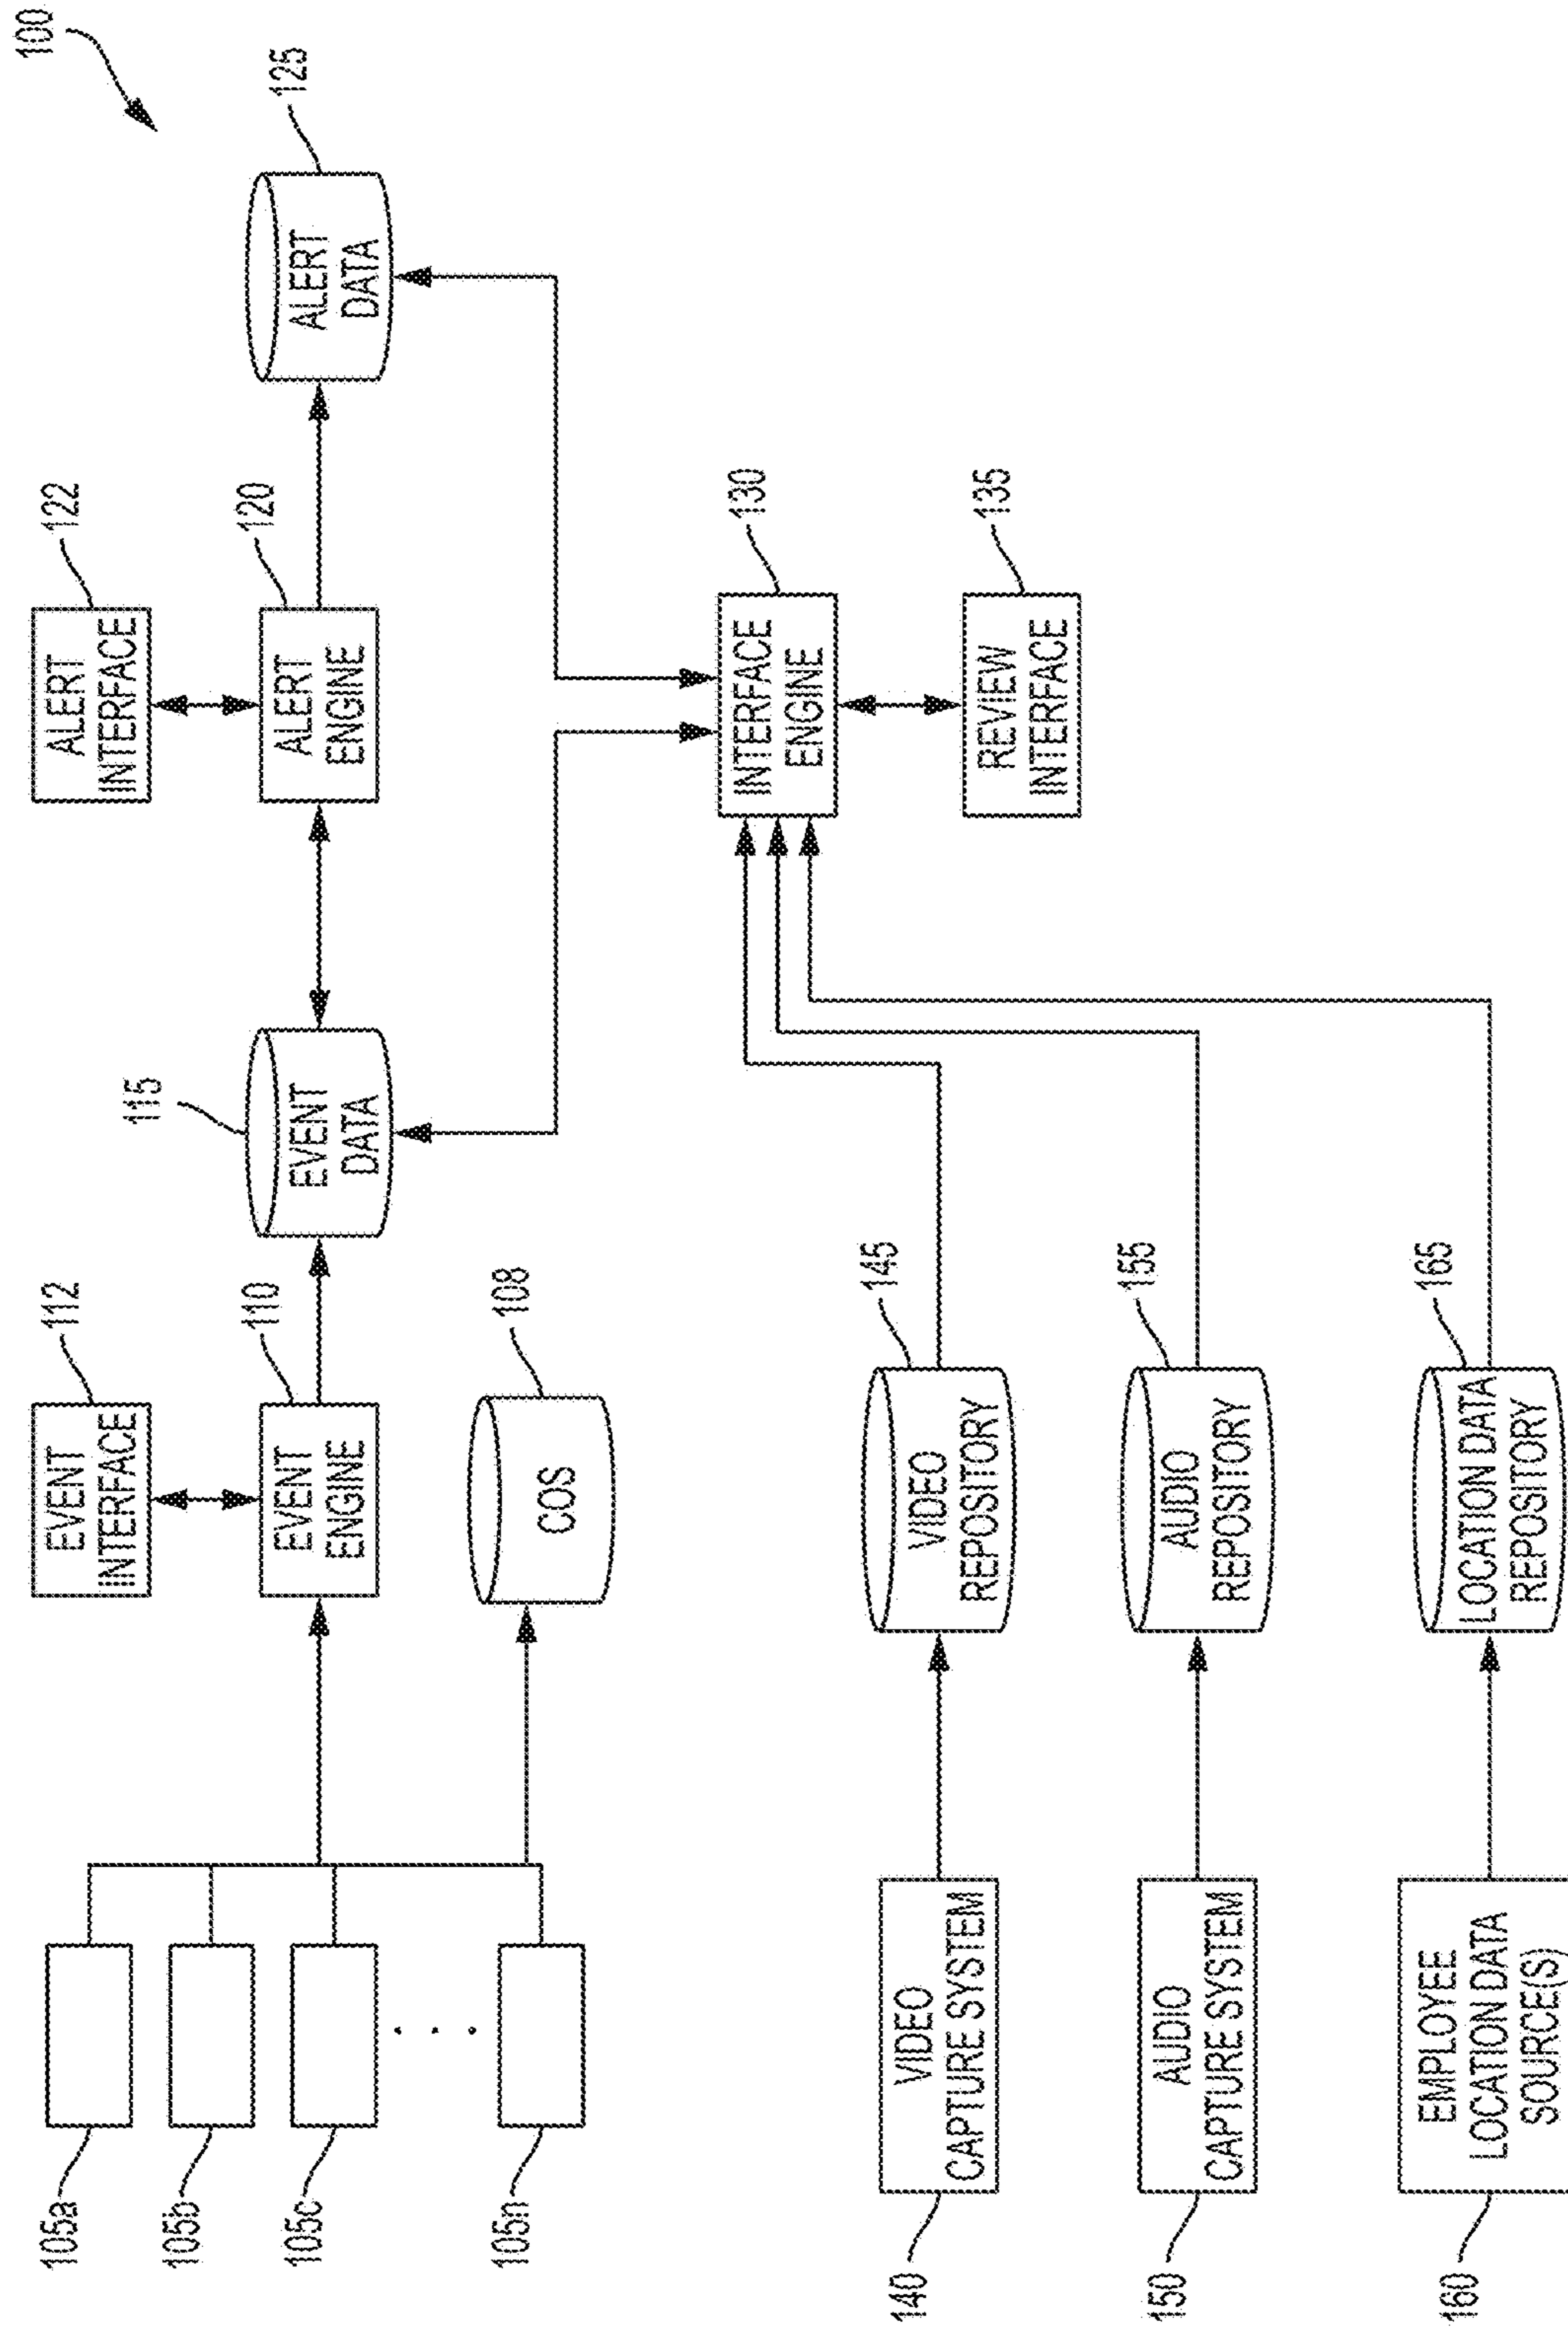 100
105a
105b
105c
105n
. . .
EVENT
INTERFACE
112
EVENT
ENGINE
110
COS
108
115
EVENT
DATA
ALERT
INTERFACE
122
ALERT
ENGINE
120
ALERT
DATA
125
INTERFACE
ENGINE
130
REVIEW
INTERFACE
135
140
VIDEO
CAPTURE SYSTEM
VIDEO
REPOSITORY
145
150
AUDIO
CAPTURE SYSTEM
AUDIO
REPOSITORY
155
160
EMPLOYEE
LOCATION DATA
SOURCE(S)
LOCATION DATA
REPOSITORY
165